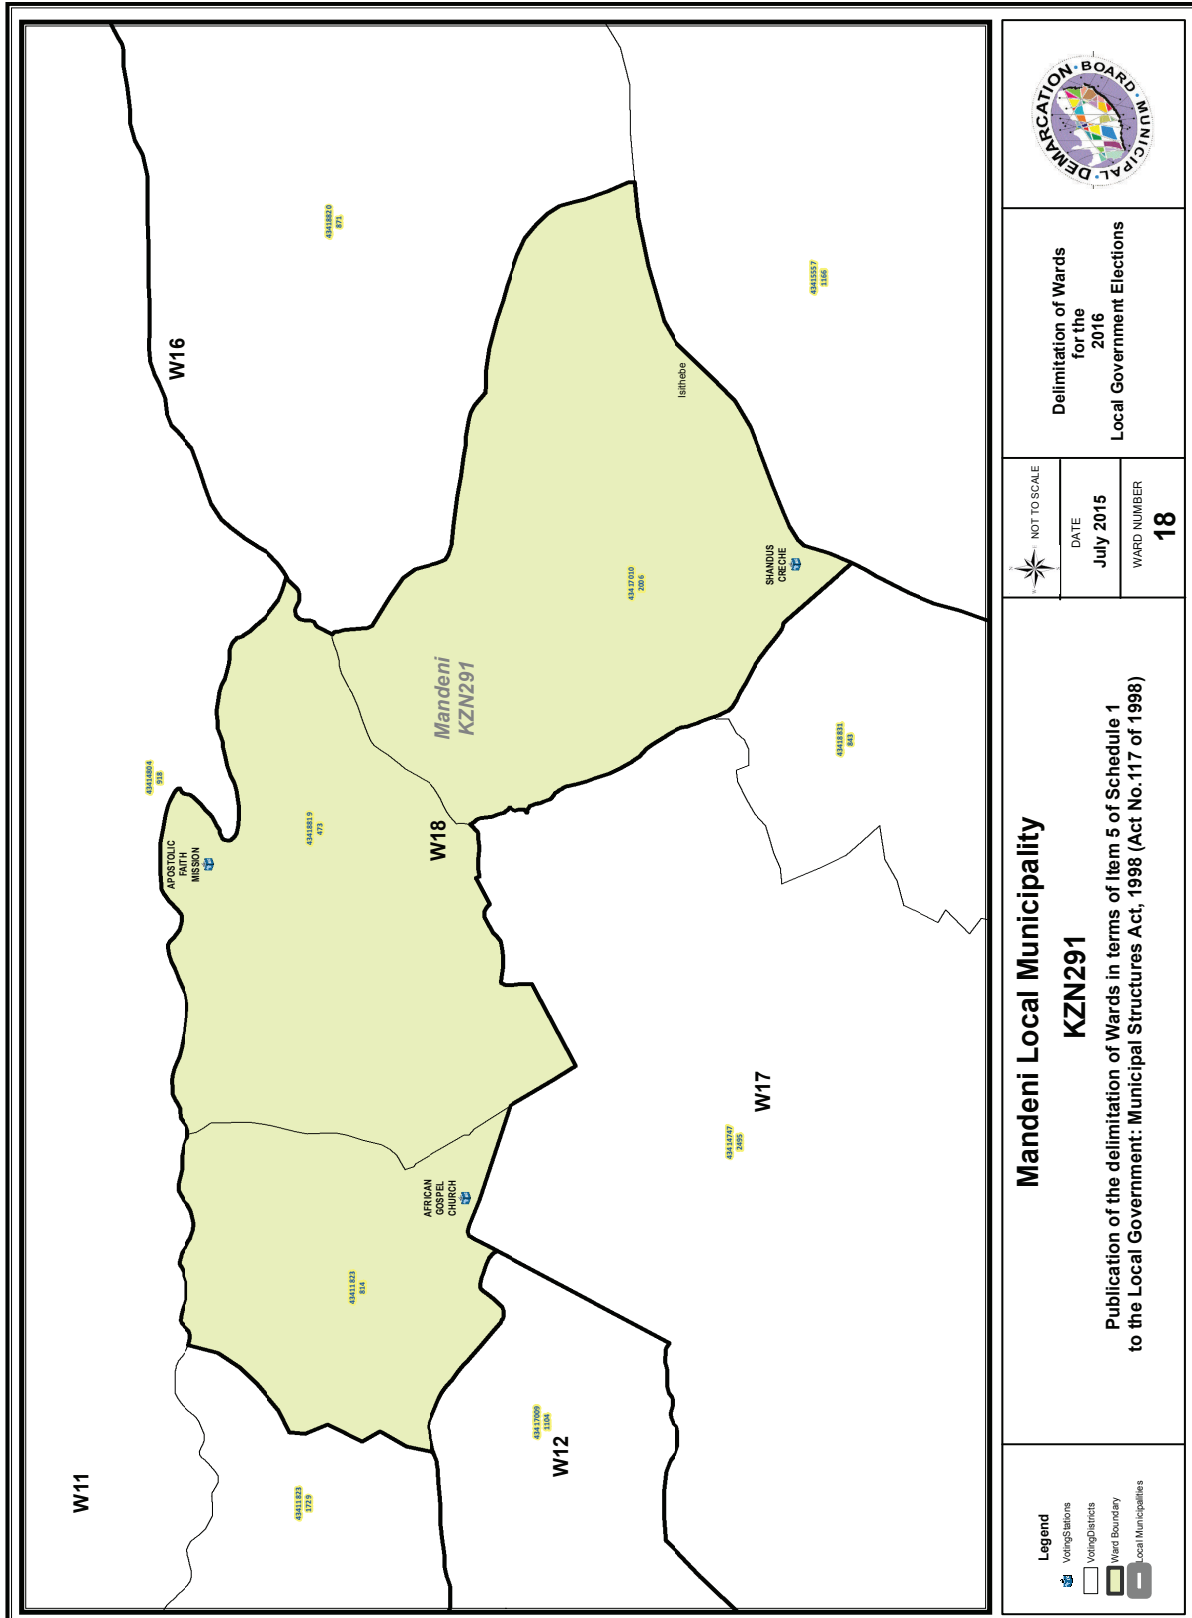 W11
W16
43418820
871
43414804
918
APOSTOLIC
FAITH
MISSION
43418819
473
43411823
1729
43411823
814
AFRICAN
GOSPEL
CHURCH
W18
Mandeni
KZN291
43417010
2006
Isithebe
SHANDUS
CRECHE
43415557
1166
43418831
843
43417009
1104
W12
43414747
2495
W17
Legend
VotingStations
VotingDistricts
Ward Boundary
Local Municipalities
Mandeni Local Municipality
KZN291
Publication of the delimitation of Wards in terms of Item 5 of Schedule 1
to the Local Government: Municipal Structures Act, 1998 (Act No.117 of 1998)
NOT TO SCALE
DATE
July 2015
WARD NUMBER
18
Delimitation of Wards
for the
2016
Local Government Elections
MUNICIPAL · DEMARCATION · BOARD ·